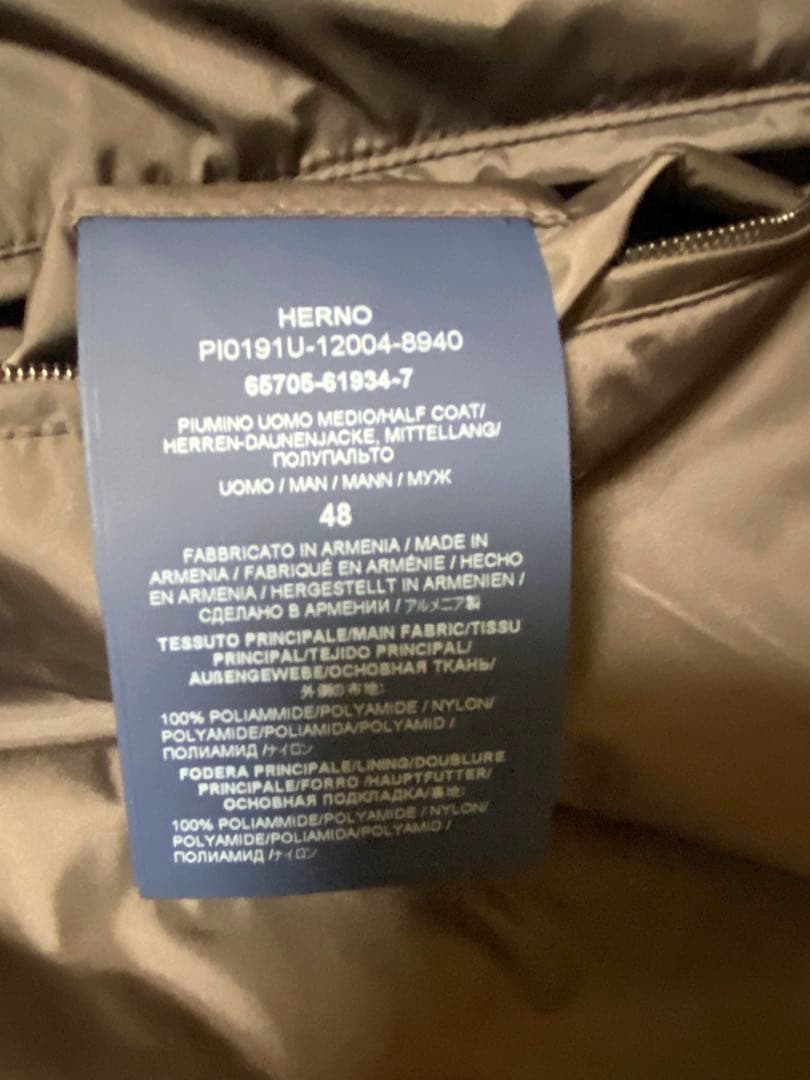 HERNO
PI0191U-12004-8940
65705-61934-7
PIUMINO UOMO MEDIO/HALF COAT/
HERREN-DAUNENJACKE, MITTELLANG/
ПОЛУПАЛЬТО
UOMO / MAN / MANN / МУЖ
48
FABBRICATO IN ARMENIA / MADE IN
ARMENIA / FABRIQUÉ EN ARMÉNIE / HECHO
EN ARMENIA / HERGESTELLT IN ARMENIEN /
СДЕЛАНО В АРМЕНИИ / アルメニア製
TESSUTO PRINCIPALE/MAIN FABRIC/TISSU
PRINCIPAL/TEJIDO PRINCIPAL/
AUßENGEWEBE/ОСНОВНАЯ ТКАНЬ/
外側の布地:
100% POLIAMMIDE/POLYAMIDE / NYLON/
POLYAMIDE/POLIAMIDA/POLYAMID /
ПОЛИАМИД /ナイロン
FODERA PRINCIPALE/LINING/DOUBLURE
PRINCIPALE/FORRO /HAUPTFUTTER/
ОСНОВНАЯ ПОДКЛАДКА/裏地:
100% POLIAMMIDE/POLYAMIDE / NYLON/
POLYAMIDE/POLIAMIDA/POLYAMID /
ПОЛИАМИД /ナイロン